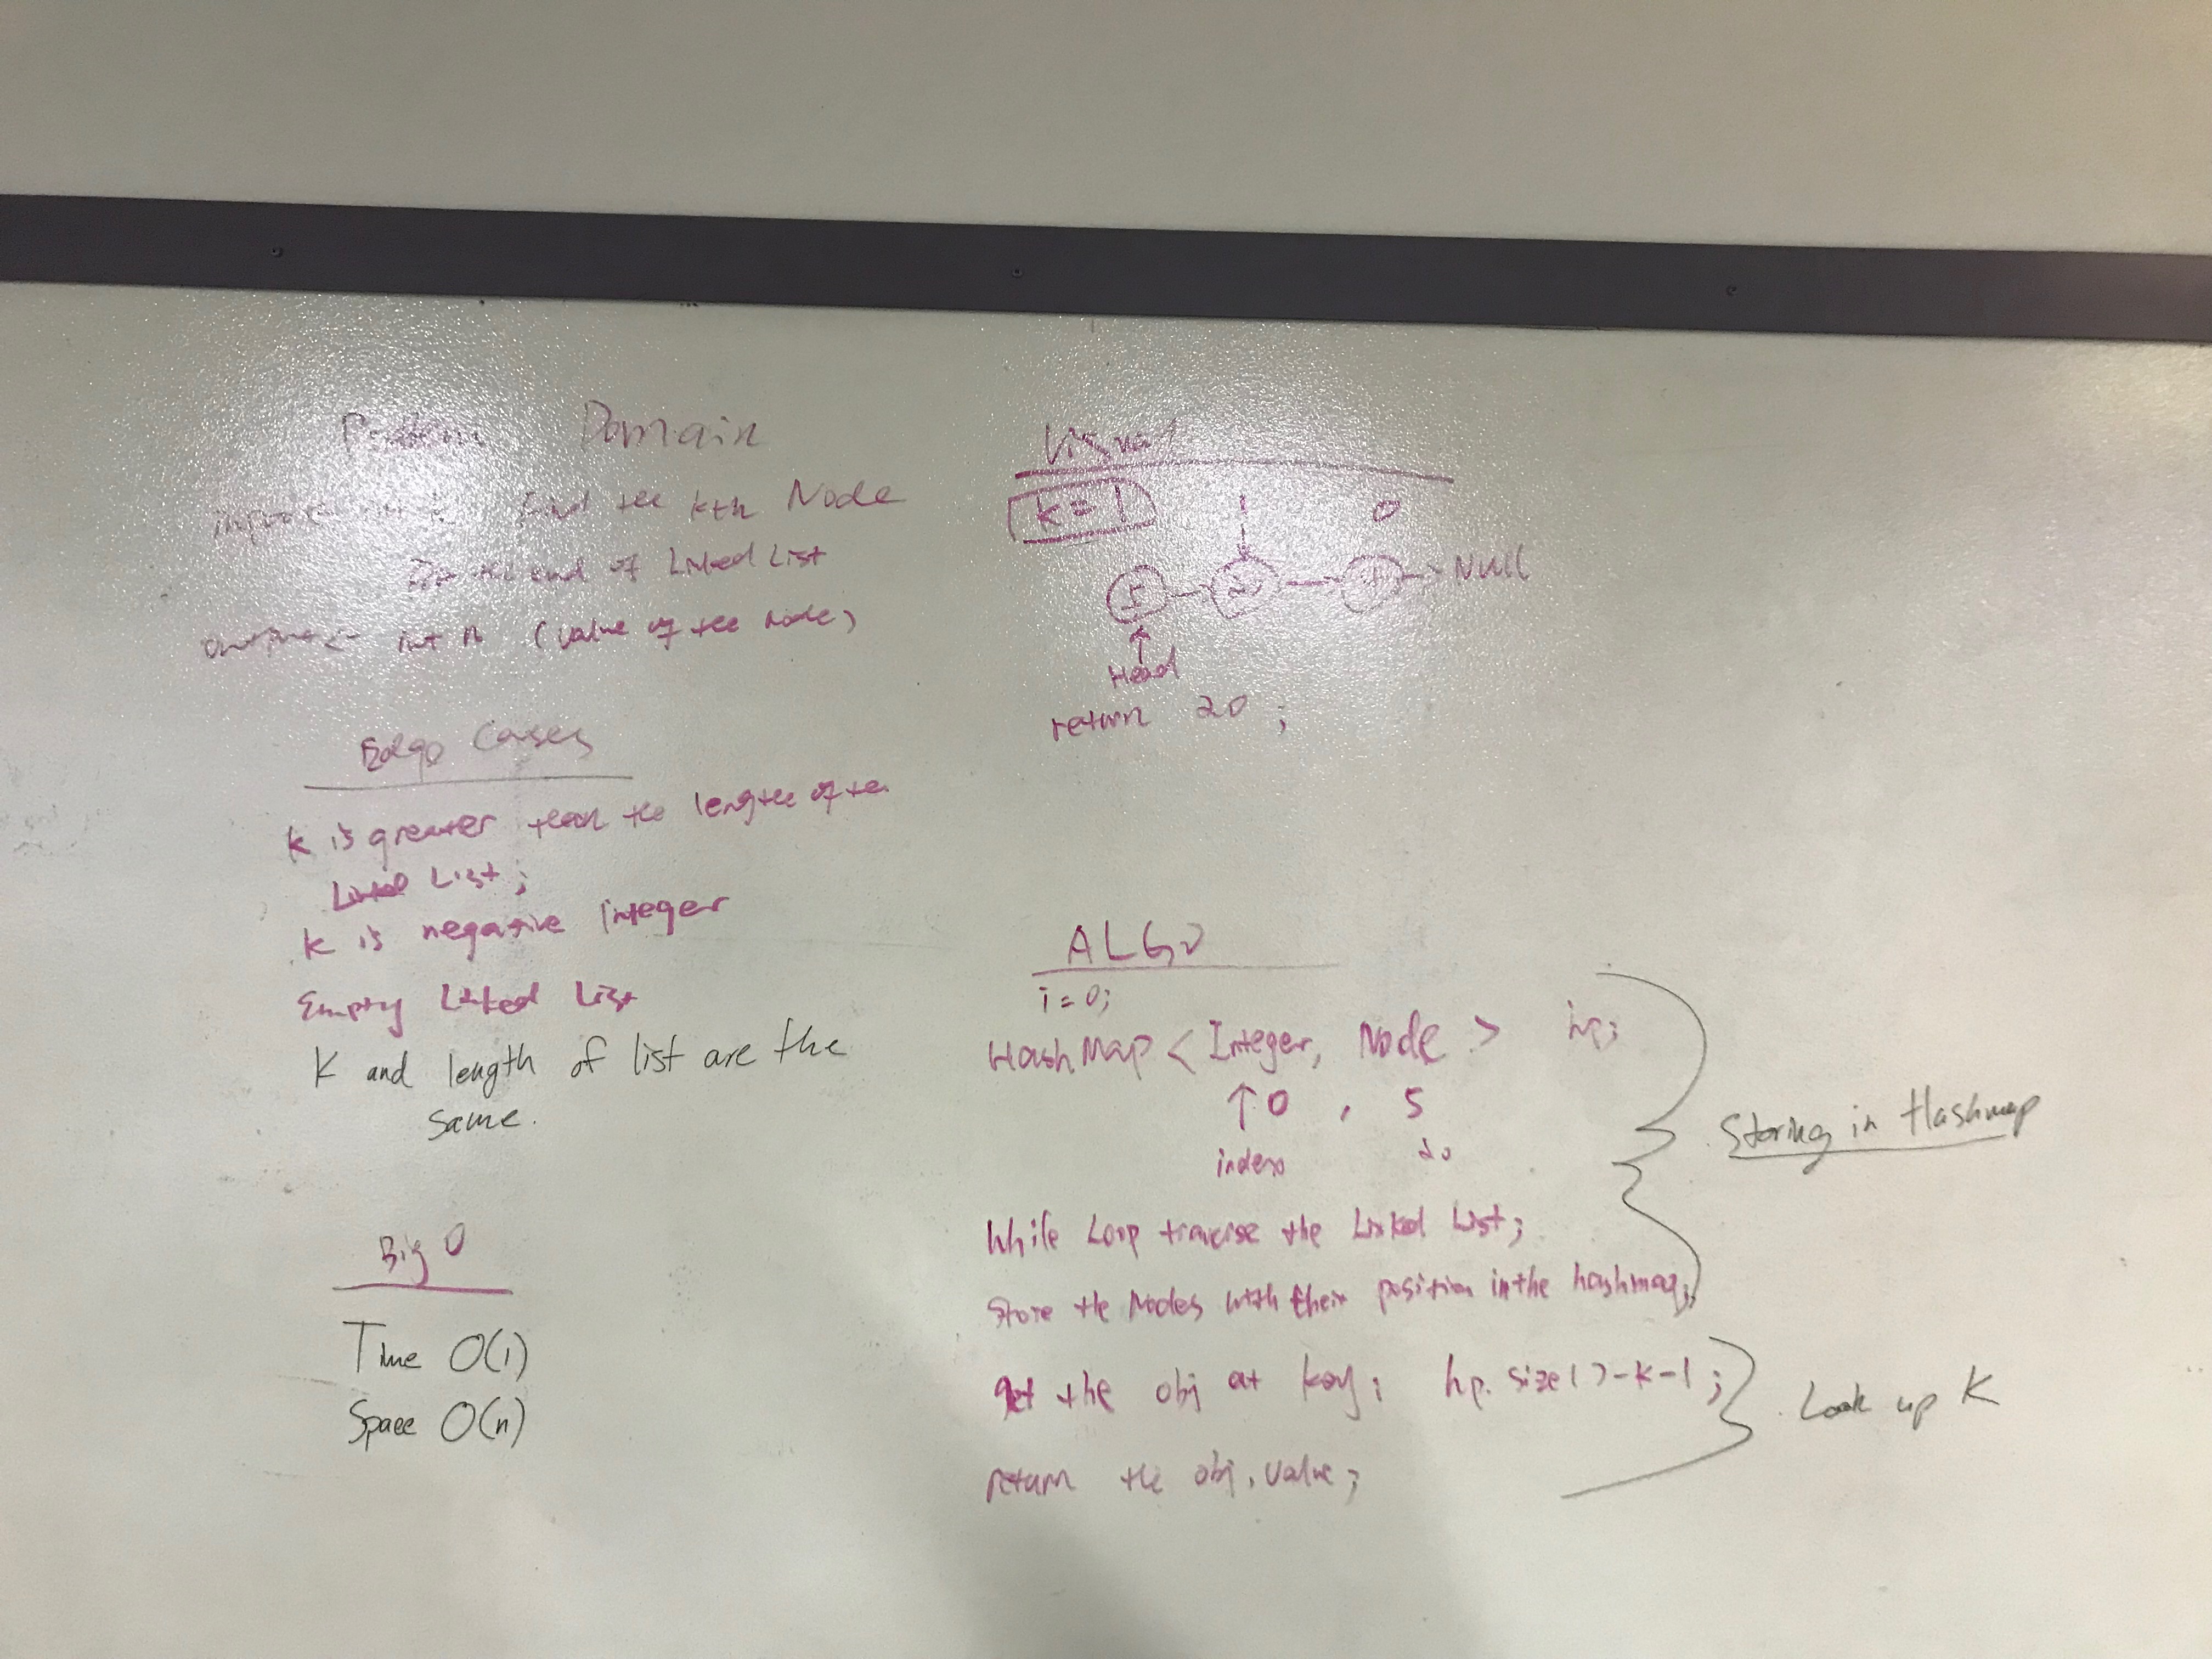 Problem Domain
input <- int k find the kth Node
the end of Linked List
output <- int n (value of the node)
Edge Cases
k is greater than the length of the
Linked List;
k is negative Integer
Empty Linked List
K and length of list are the
same.
Big O
Time O(1)
Space O(n)
Visual
k = 1 1 0
5 20 Null
Head
return 20 ;
ALGO
i = 0;
HashMap < Integer, Node > hp;
↑ 0 , 5
index 20
While Loop traverse the Linked List;
Store the Nodes with their position in the hashmap;
Storing in Hashmap
get the obj at key; hp. size() - k - 1 ;
return the obj. value;
Look up K